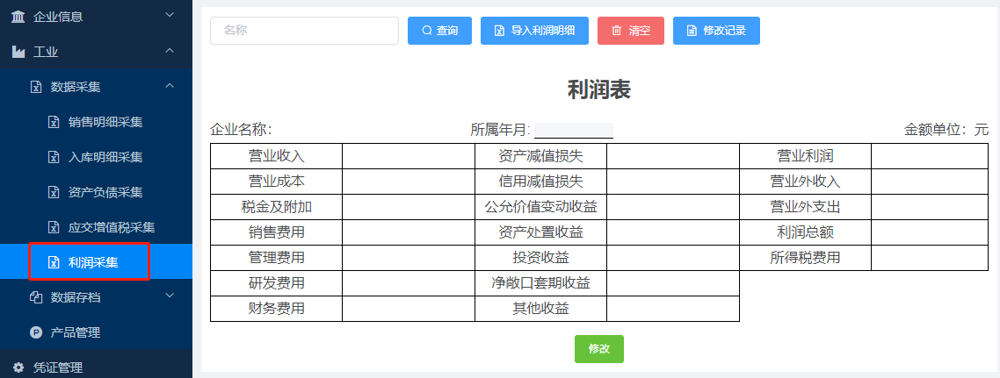 企业信息
工业
数据采集
销售明细采集
入库明细采集
资产负债采集
应交增值税采集
利润采集
数据存档
P 产品管理
凭证管理
名称 查询 导入利润明细 清空 修改记录
利润表
企业名称： 所属年月: 金额单位：元
营业收入 资产减值损失 营业利润
营业成本 信用减值损失 营业外收入
税金及附加 公允价值变动收益 营业外支出
销售费用 资产处置收益 利润总额
管理费用 投资收益 所得税费用
研发费用 净敞口套期收益
财务费用 其他收益
修改